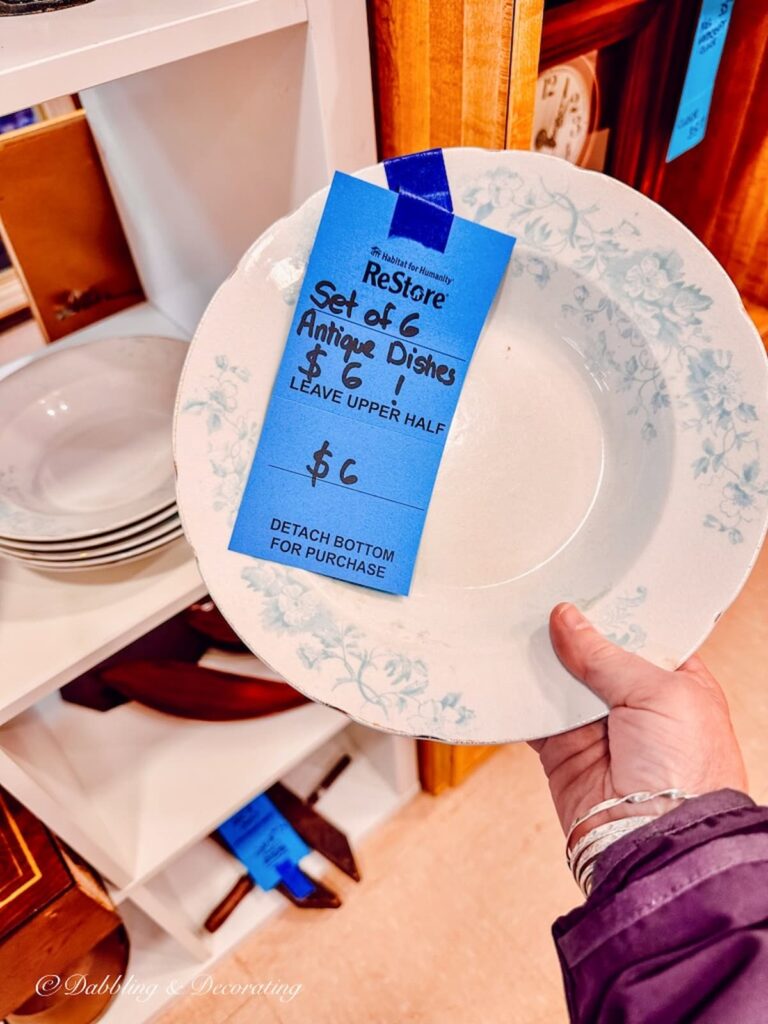 Habitat for Humanity
ReStore
Set of 6
Antique Dishes
$ 6 !
LEAVE UPPER HALF
$6
DETACH BOTTOM
FOR PURCHASE
12
© Dabbling & Decorating